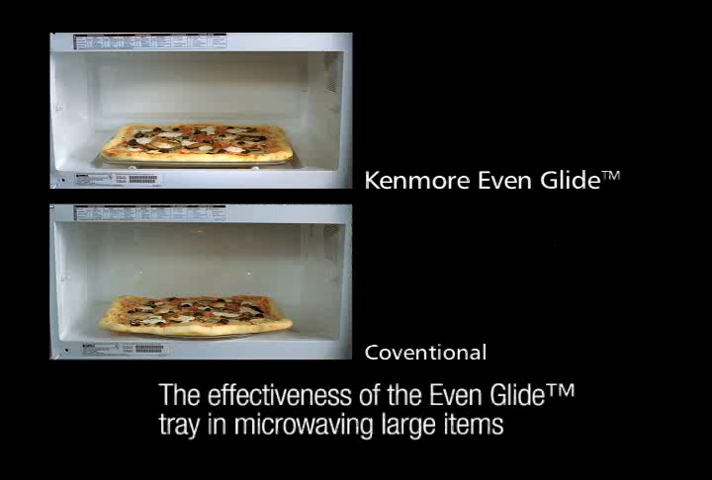 Kenmore Even Glide™
Coventional
The effectiveness of the Even Glide™
tray in microwaving large items